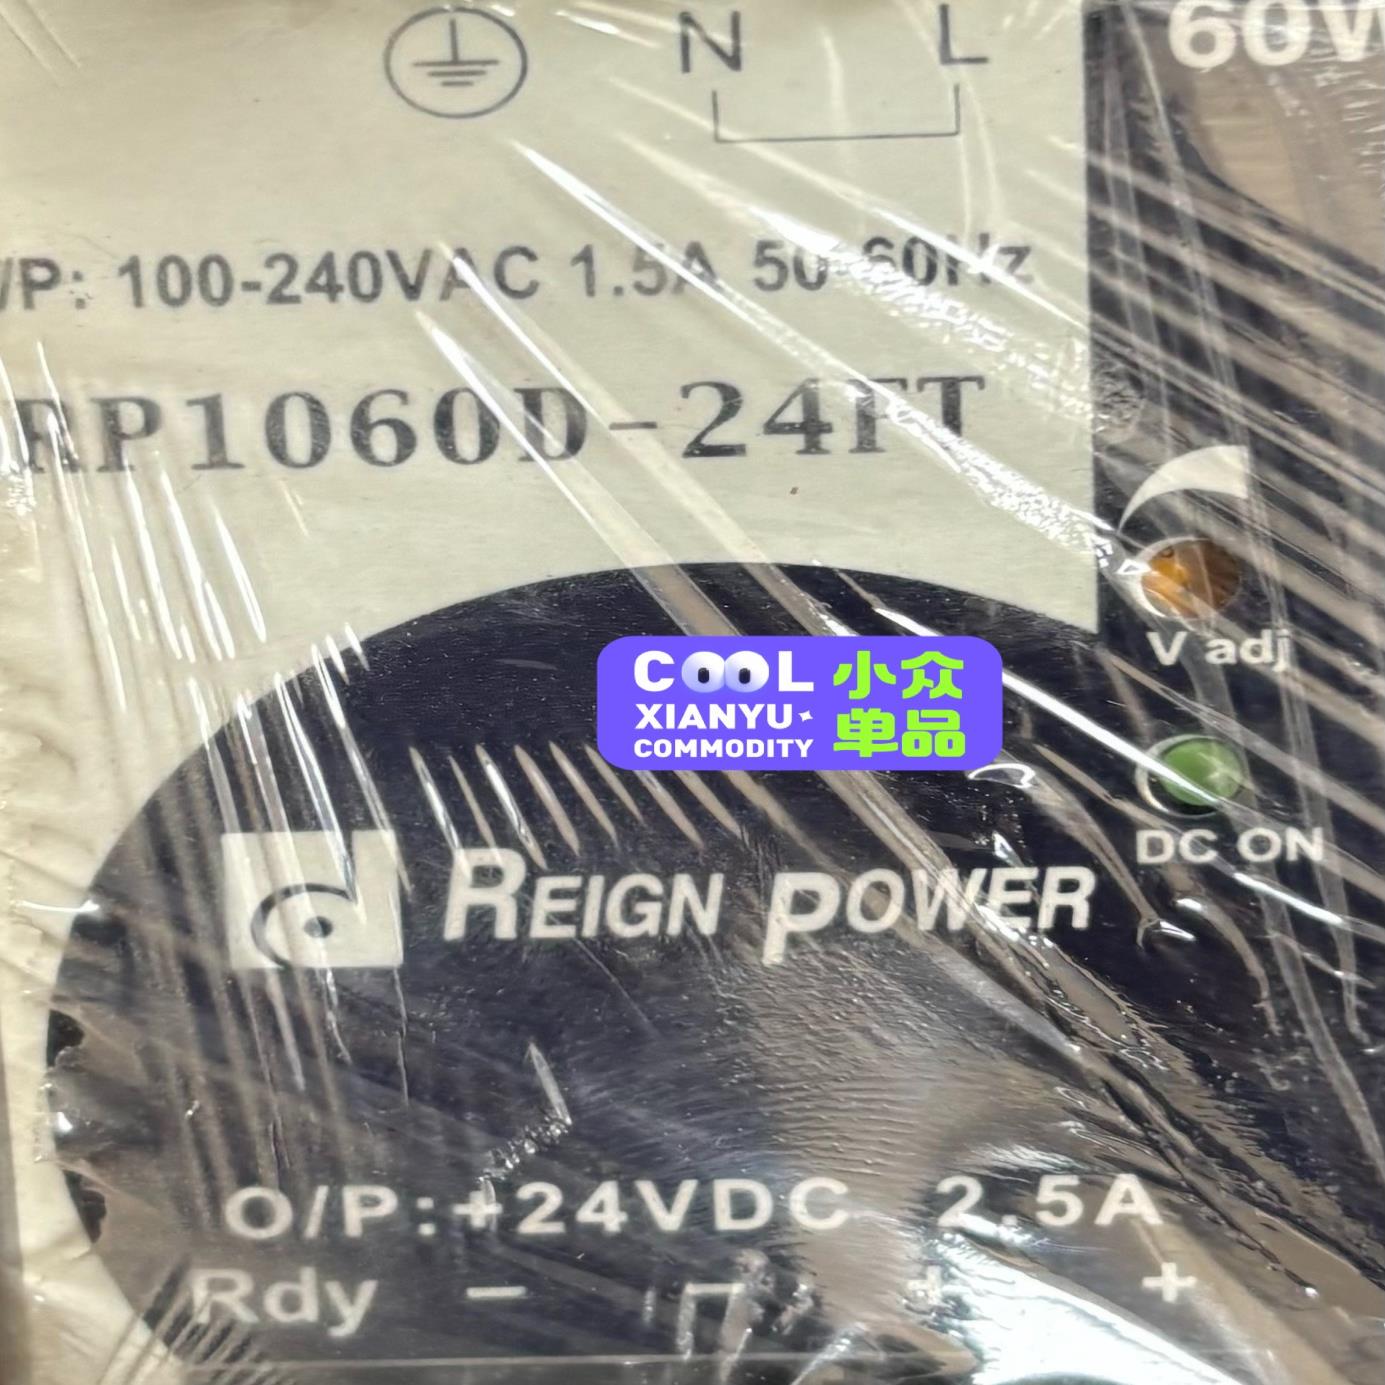 N L
60W
I/P: 100-240VAC 1.5A 50-60Hz
RP1060D-24FT
V adj
COOL 小众
XIANYU 单品
COMMODITY
DC ON
REIGN POWER
O/P:+24VDC 2.5A
Rdy - - + +